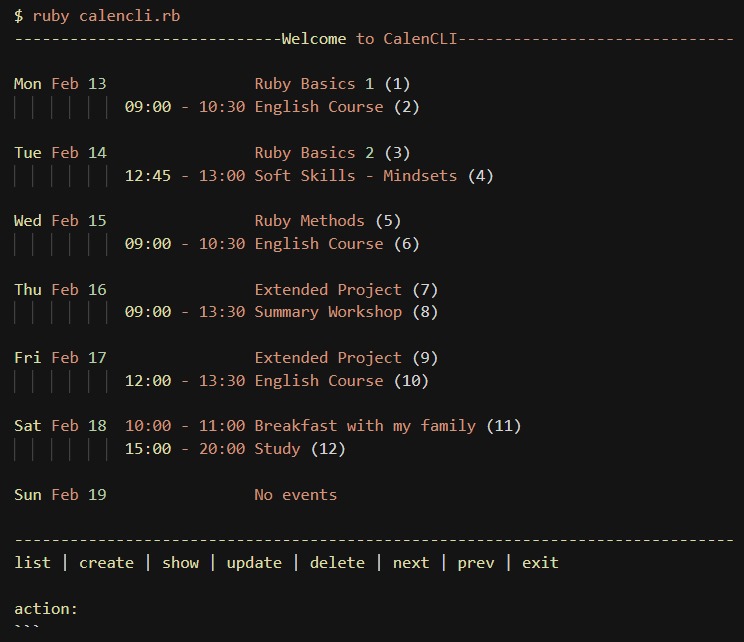 $ ruby calencli.rb
-----------------------------Welcome to CalenCLI------------------------------
Mon Feb 13                Ruby Basics 1 (1)
            09:00 - 10:30 English Course (2)
Tue Feb 14                Ruby Basics 2 (3)
            12:45 - 13:00 Soft Skills - Mindsets (4)
Wed Feb 15                Ruby Methods (5)
            09:00 - 10:30 English Course (6)
Thu Feb 16                Extended Project (7)
            09:00 - 13:30 Summary Workshop (8)
Fri Feb 17                Extended Project (9)
            12:00 - 13:30 English Course (10)
Sat Feb 18  10:00 - 11:00 Breakfast with my family (11)
            15:00 - 20:00 Study (12)
Sun Feb 19                No events
------------------------------------------------------------------------------
list | create | show | update | delete | next | prev | exit
action:
```